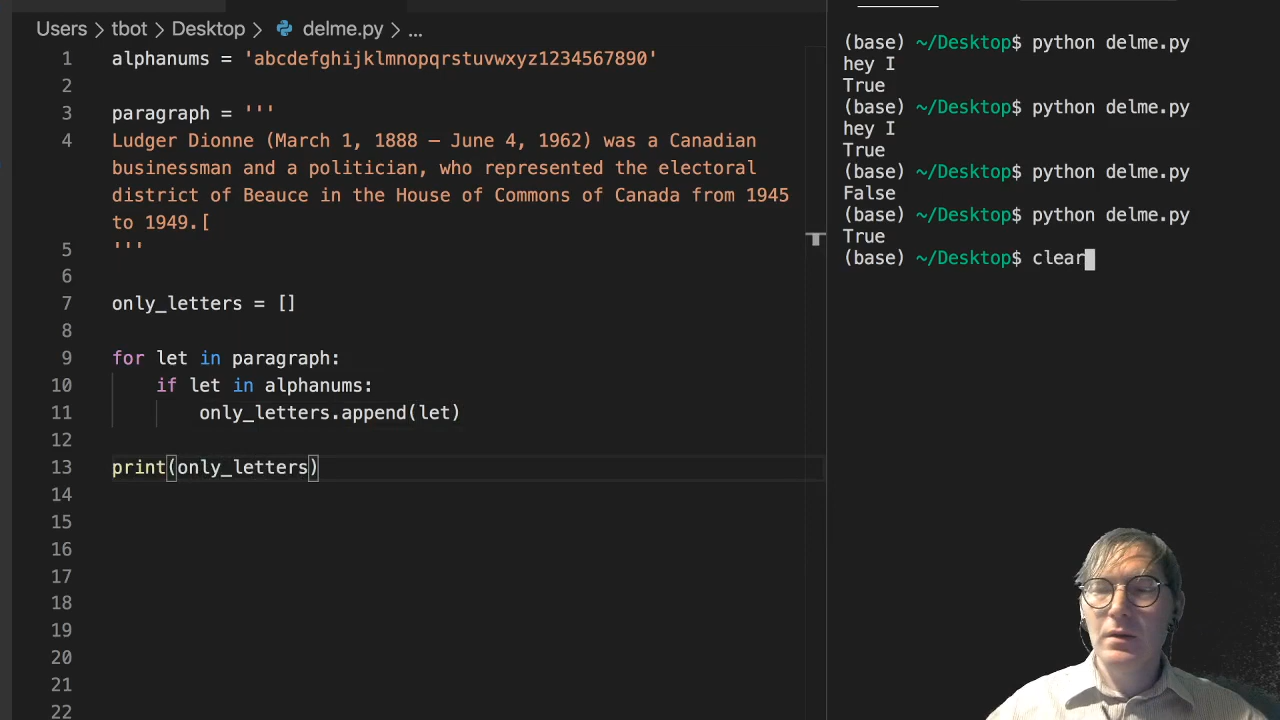 Users > tbot > Desktop > delme.py > ...
1 alphanums = 'abcdefghijklmnopqrstuvwxyz1234567890'
2
3 paragraph = '''
4 Ludger Dionne (March 1, 1888 – June 4, 1962) was a Canadian
businessman and a politician, who represented the electoral
district of Beauce in the House of Commons of Canada from 1945
to 1949.[
5 '''
6
7 only_letters = []
8
9 for let in paragraph:
10 if let in alphanums:
11 only_letters.append(let)
12
13 print(only_letters)
14
15
16
17
18
19
20
21
22
(base) ~/Desktop$ python delme.py
hey I
True
(base) ~/Desktop$ python delme.py
hey I
True
(base) ~/Desktop$ python delme.py
False
(base) ~/Desktop$ python delme.py
True
(base) ~/Desktop$ clear